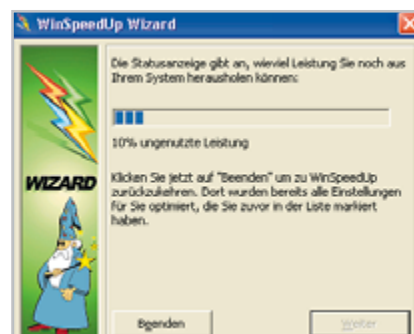 WinSpeedUp Wizard
Die Statusanzeige gibt an, wieviel Leistung Sie noch aus
Ihrem System herausholen können:
10% ungenutzte Leistung
WIZARD
Klicken Sie jetzt auf "Beenden" um zu WinSpeedUp
zurückzukehren. Dort wurden bereits alle Einstellungen
für Sie optimiert, die Sie zuvor in der Liste markiert
haben.
Beenden
Weiter